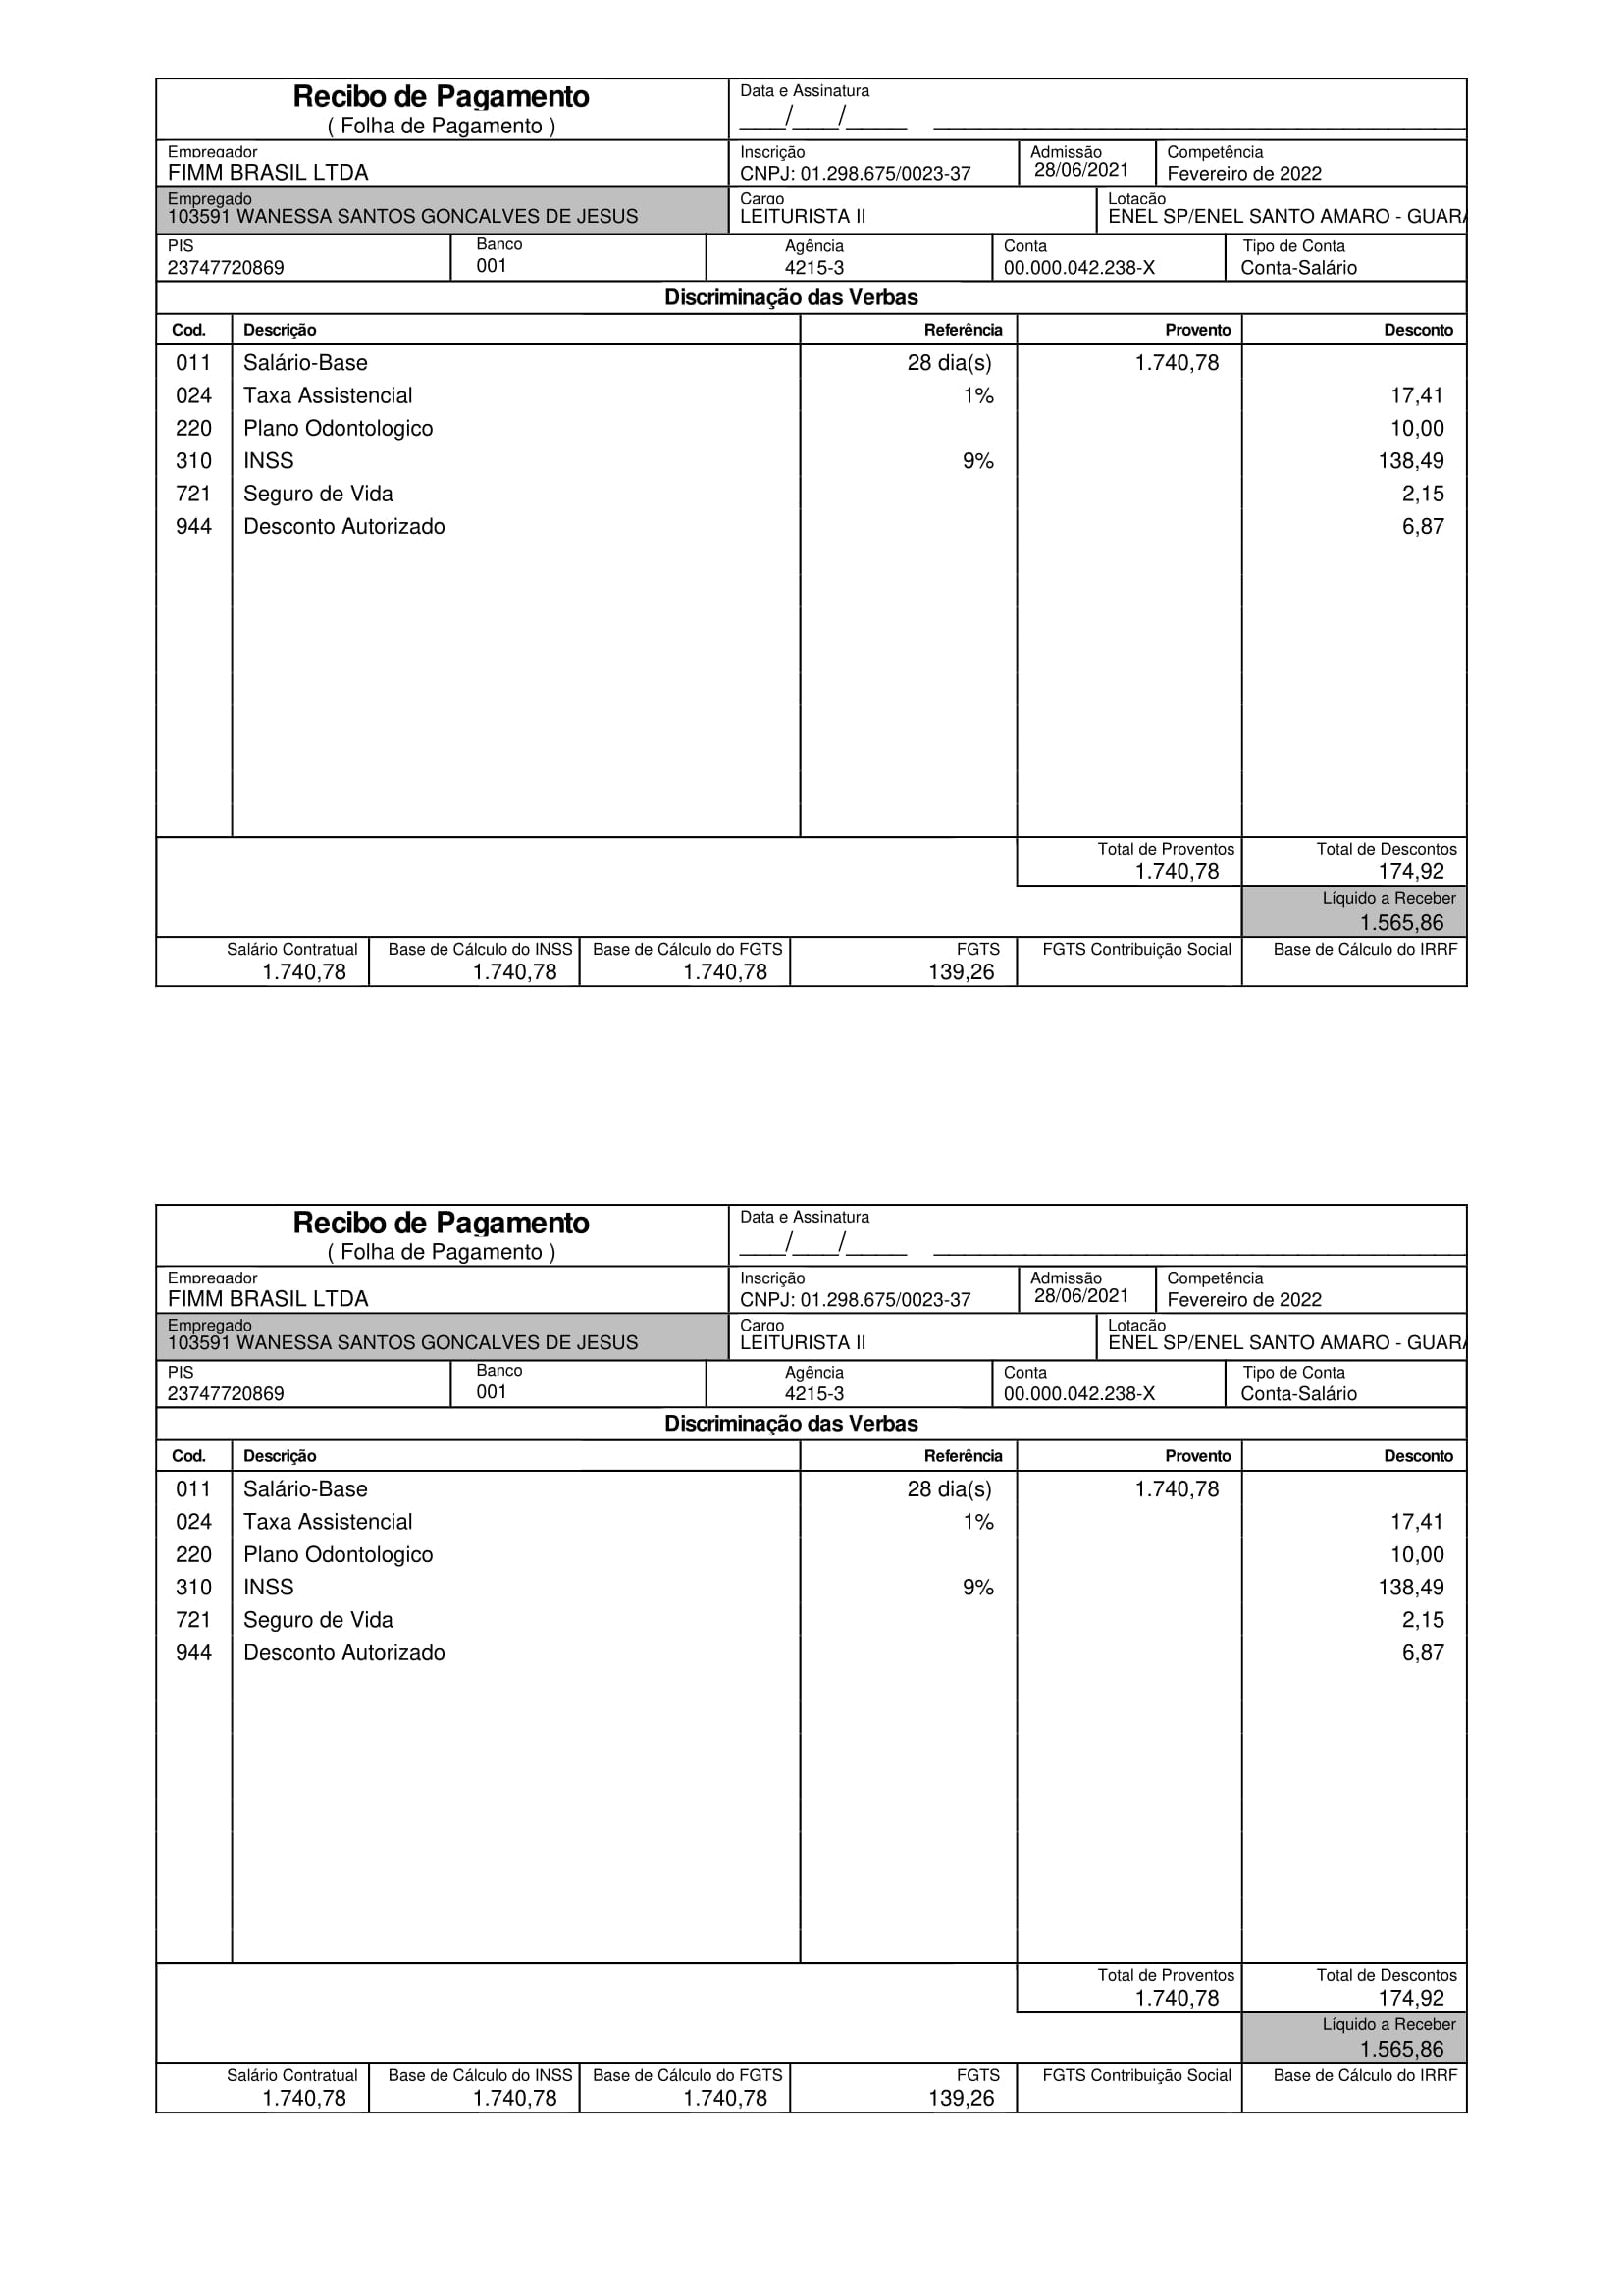 Recibo de Pagamento
( Folha de Pagamento )
Data e Assinatura
___/___/____ ____________________
Empregador
FIMM BRASIL LTDA
Inscrição
CNPJ: 01.298.675/0023-37
Admissão
28/06/2021
Competência
Fevereiro de 2022
Empregado
103591 WANESSA SANTOS GONCALVES DE JESUS
Cargo
LEITURISTA II
Lotação
ENEL SP/ENEL SANTO AMARO - GUARA
PIS
23747720869
Banco
001
Agência
4215-3
Conta
00.000.042.238-X
Tipo de Conta
Conta-Salário
Discriminação das Verbas
Cod. Descrição Referência Provento Desconto
011 Salário-Base 28 dia(s) 1.740,78
024 Taxa Assistencial 1% 17,41
220 Plano Odontologico 10,00
310 INSS 9% 138,49
721 Seguro de Vida 2,15
944 Desconto Autorizado 6,87
Total de Proventos Total de Descontos
1.740,78 174,92
Líquido a Receber
1.565,86
Salário Contratual Base de Cálculo do INSS Base de Cálculo do FGTS FGTS FGTS Contribuição Social Base de Cálculo do IRRF
1.740,78 1.740,78 1.740,78 139,26
Recibo de Pagamento
( Folha de Pagamento )
Data e Assinatura
___/___/____ ____________________
Empregador
FIMM BRASIL LTDA
Inscrição
CNPJ: 01.298.675/0023-37
Admissão
28/06/2021
Competência
Fevereiro de 2022
Empregado
103591 WANESSA SANTOS GONCALVES DE JESUS
Cargo
LEITURISTA II
Lotação
ENEL SP/ENEL SANTO AMARO - GUARA
PIS
23747720869
Banco
001
Agência
4215-3
Conta
00.000.042.238-X
Tipo de Conta
Conta-Salário
Discriminação das Verbas
Cod. Descrição Referência Provento Desconto
011 Salário-Base 28 dia(s) 1.740,78
024 Taxa Assistencial 1% 17,41
220 Plano Odontologico 10,00
310 INSS 9% 138,49
721 Seguro de Vida 2,15
944 Desconto Autorizado 6,87
Total de Proventos Total de Descontos
1.740,78 174,92
Líquido a Receber
1.565,86
Salário Contratual Base de Cálculo do INSS Base de Cálculo do FGTS FGTS FGTS Contribuição Social Base de Cálculo do IRRF
1.740,78 1.740,78 1.740,78 139,26